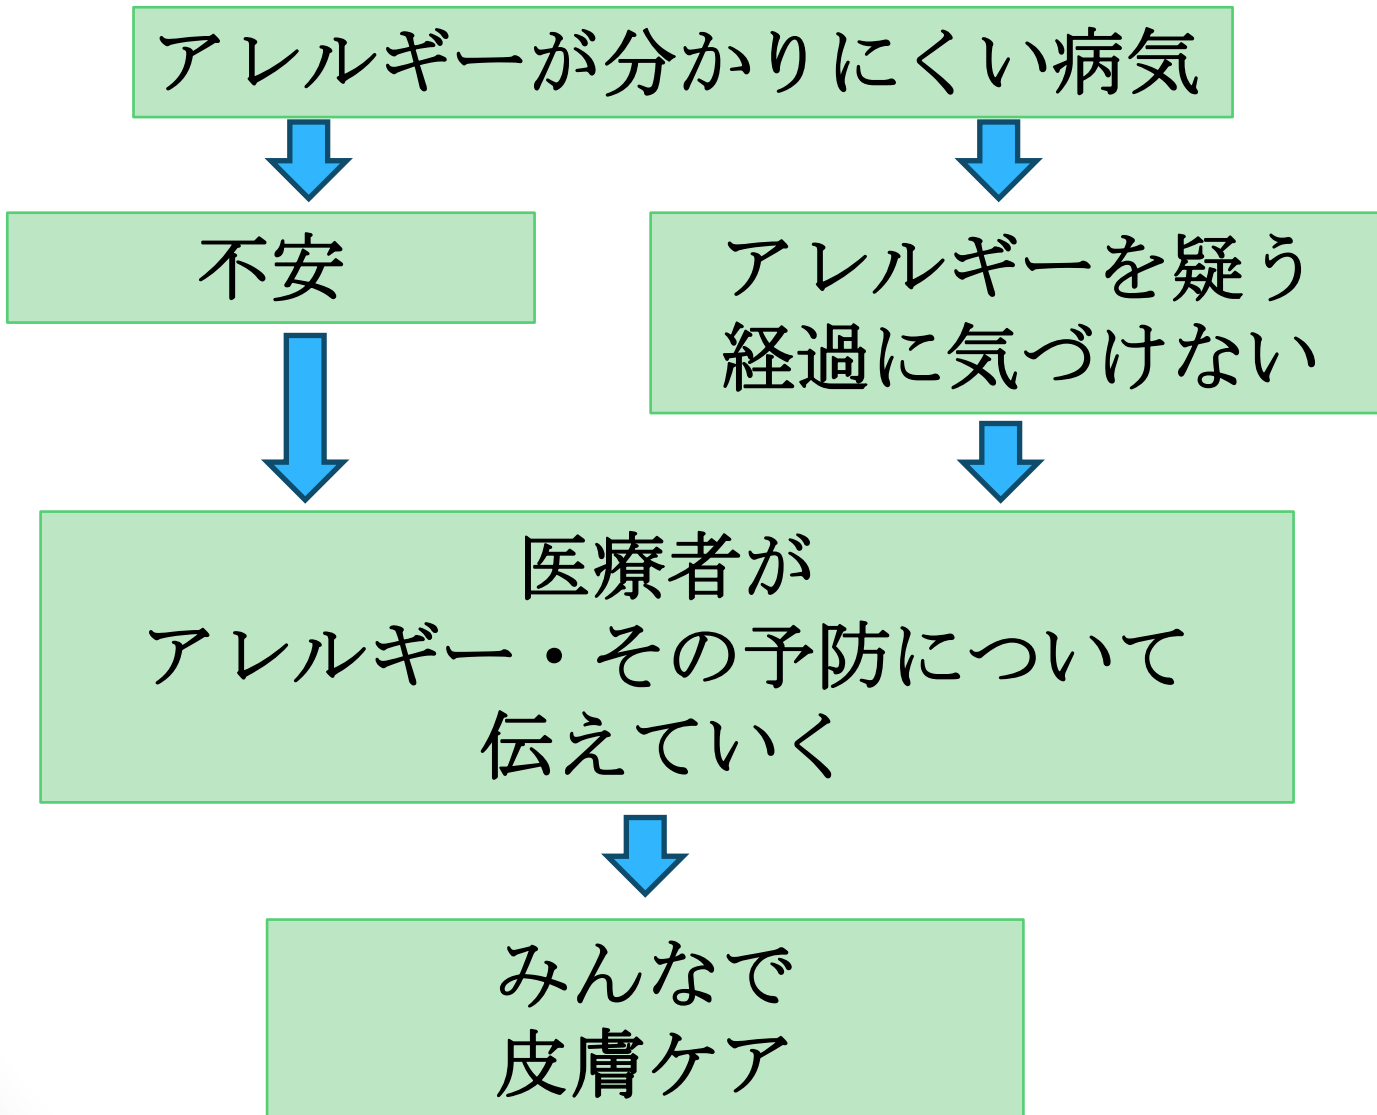 アレルギーが分かりにくい病気
不安
アレルギーを疑う
経過に気づけない
医療者が
アレルギー・その予防について
伝えていく
みんなで
皮膚ケア